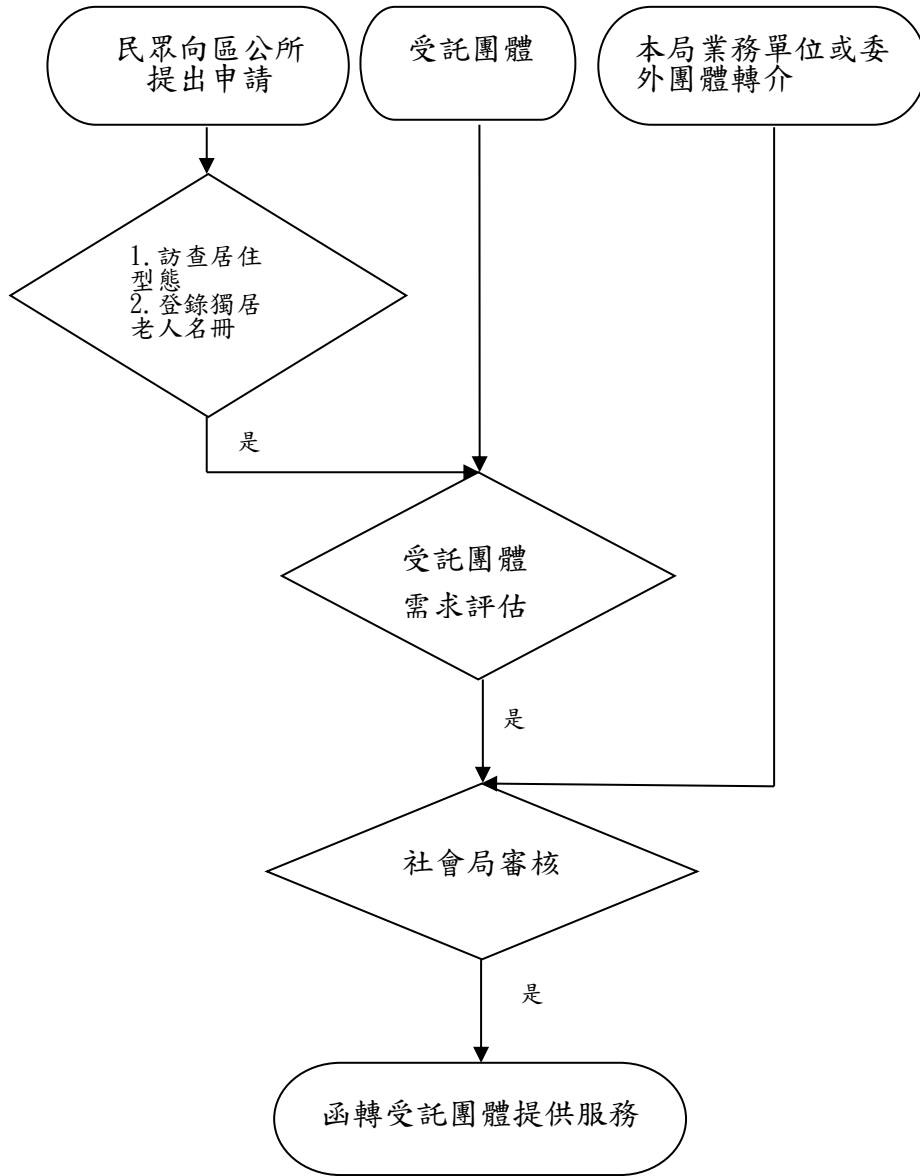 民眾向區公所
提出申請
受託團體
本局業務單位或委
外團體轉介
1.訪查居住
型態
2.登錄獨居
老人名冊
是
受託團體
需求評估
是
社會局審核
是
函轉受託團體提供服務